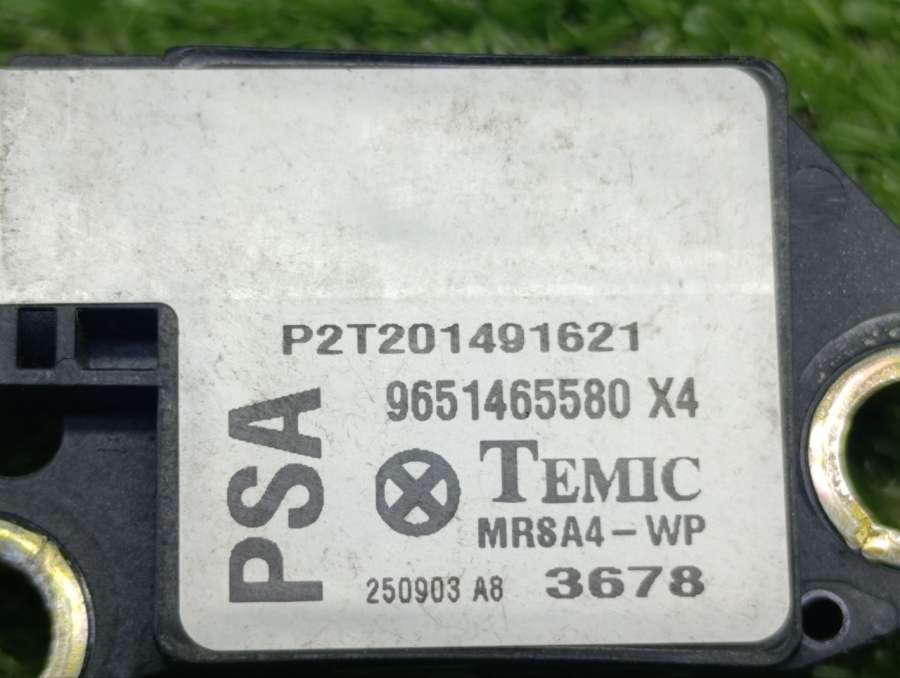 P2T201491621
9651465580 X4
PSA
TEMIC
MR8A4-WP
250903 A8 3678